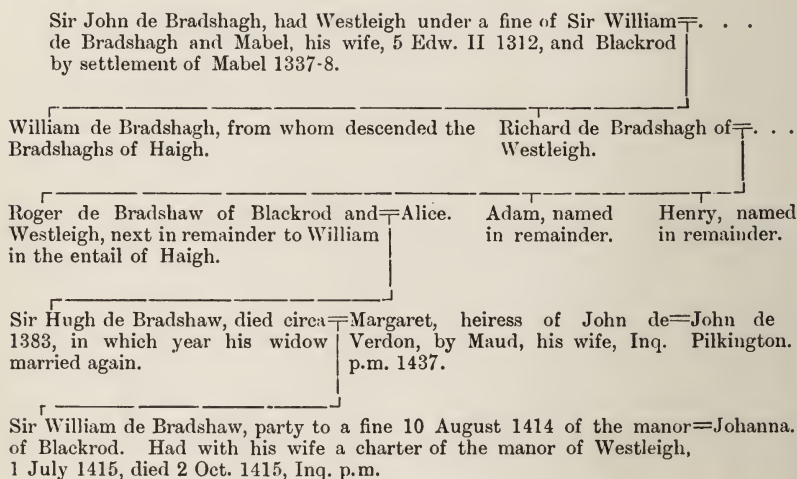 Sir John de Bradshagh, had Westleigh under a fine of Sir William=. . .
de Bradshagh and Mabel, his wife, 5 Edw. II 1312, and Blackrod
by settlement of Mabel 1337-8.
William de Bradshagh, from whom descended the
Bradshaghs of Haigh.
Richard de Bradshagh of=. . .
Westleigh.
Roger de Bradshaw of Blackrod and=Alice.
Westleigh, next in remainder to William
in the entail of Haigh.
Adam, named
in remainder.
Henry, named
in remainder.
Sir Hugh de Bradshaw, died circa=Margaret, heiress of John de=John de
1383, in which year his widow Verdon, by Maud, his wife, Inq. Pilkington.
married again. p.m. 1437.
Sir William de Bradshaw, party to a fine 10 August 1414 of the manor=Johanna.
of Blackrod. Had with his wife a charter of the manor of Westleigh,
1 July 1415, died 2 Oct. 1415, Inq. p.m.